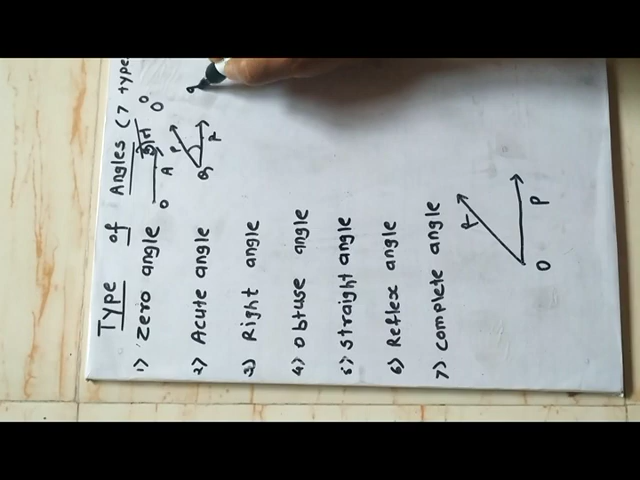 Type of Angles (7 type
1) Zero angle
O A कोन 0°
2) Acute angle
Q P R
3) Right angle
4) Obtuse angle
5) Straight angle
6) Reflex angle
7) Complete angle
R
O P